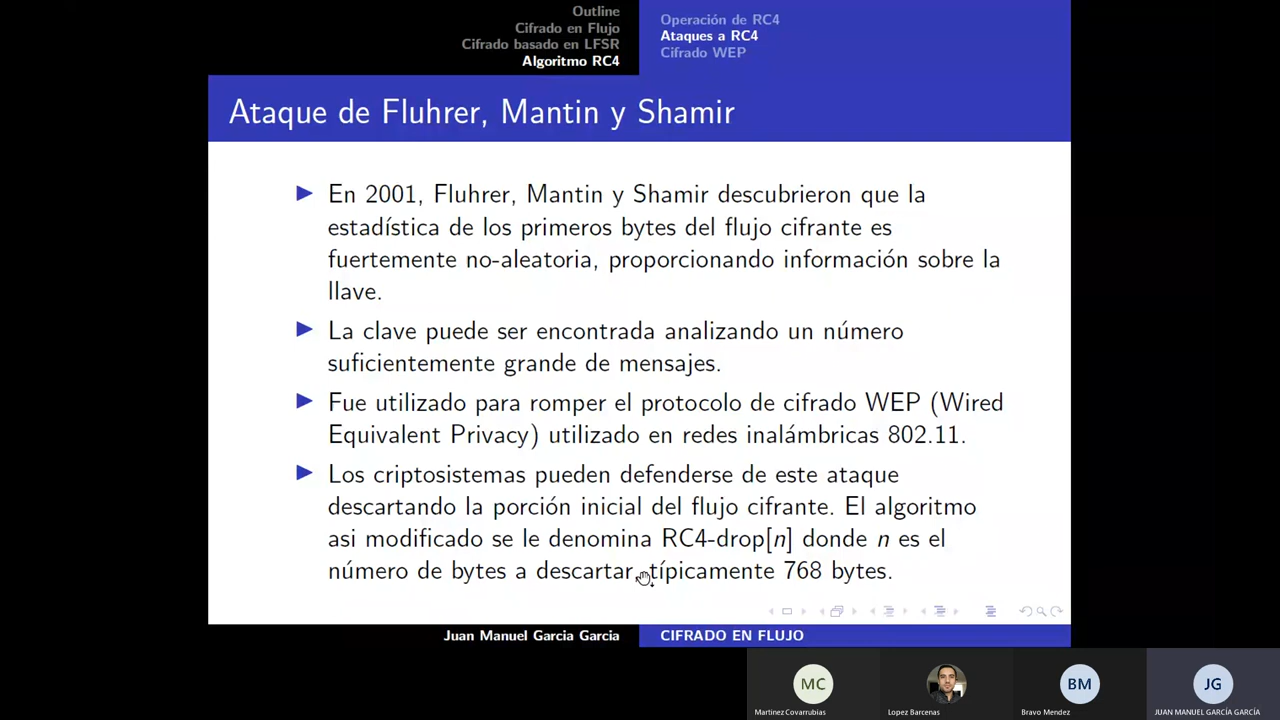 Outline
Cifrado en Flujo
Cifrado basado en LFSR
Algoritmo RC4
Operación de RC4
Ataques a RC4
Cifrado WEP
Ataque de Fluhrer, Mantin y Shamir
En 2001, Fluhrer, Mantin y Shamir descubrieron que la
estadística de los primeros bytes del flujo cifrante es
fuertemente no-aleatoria, proporcionando información sobre la
llave.
La clave puede ser encontrada analizando un número
suficientemente grande de mensajes.
Fue utilizado para romper el protocolo de cifrado WEP (Wired
Equivalent Privacy) utilizado en redes inalámbricas 802.11.
Los criptosistemas pueden defenderse de este ataque
descartando la porción inicial del flujo cifrante. El algoritmo
asi modificado se le denomina RC4-drop[n] donde n es el
número de bytes a descartar, típicamente 768 bytes.
Juan Manuel Garcia Garcia
CIFRADO EN FLUJO
MC
BM
JG
Martinez Covarrubias
Lopez Barcenas
Bravo Mendez
JUAN MANUEL GARCÍA GARCÍA